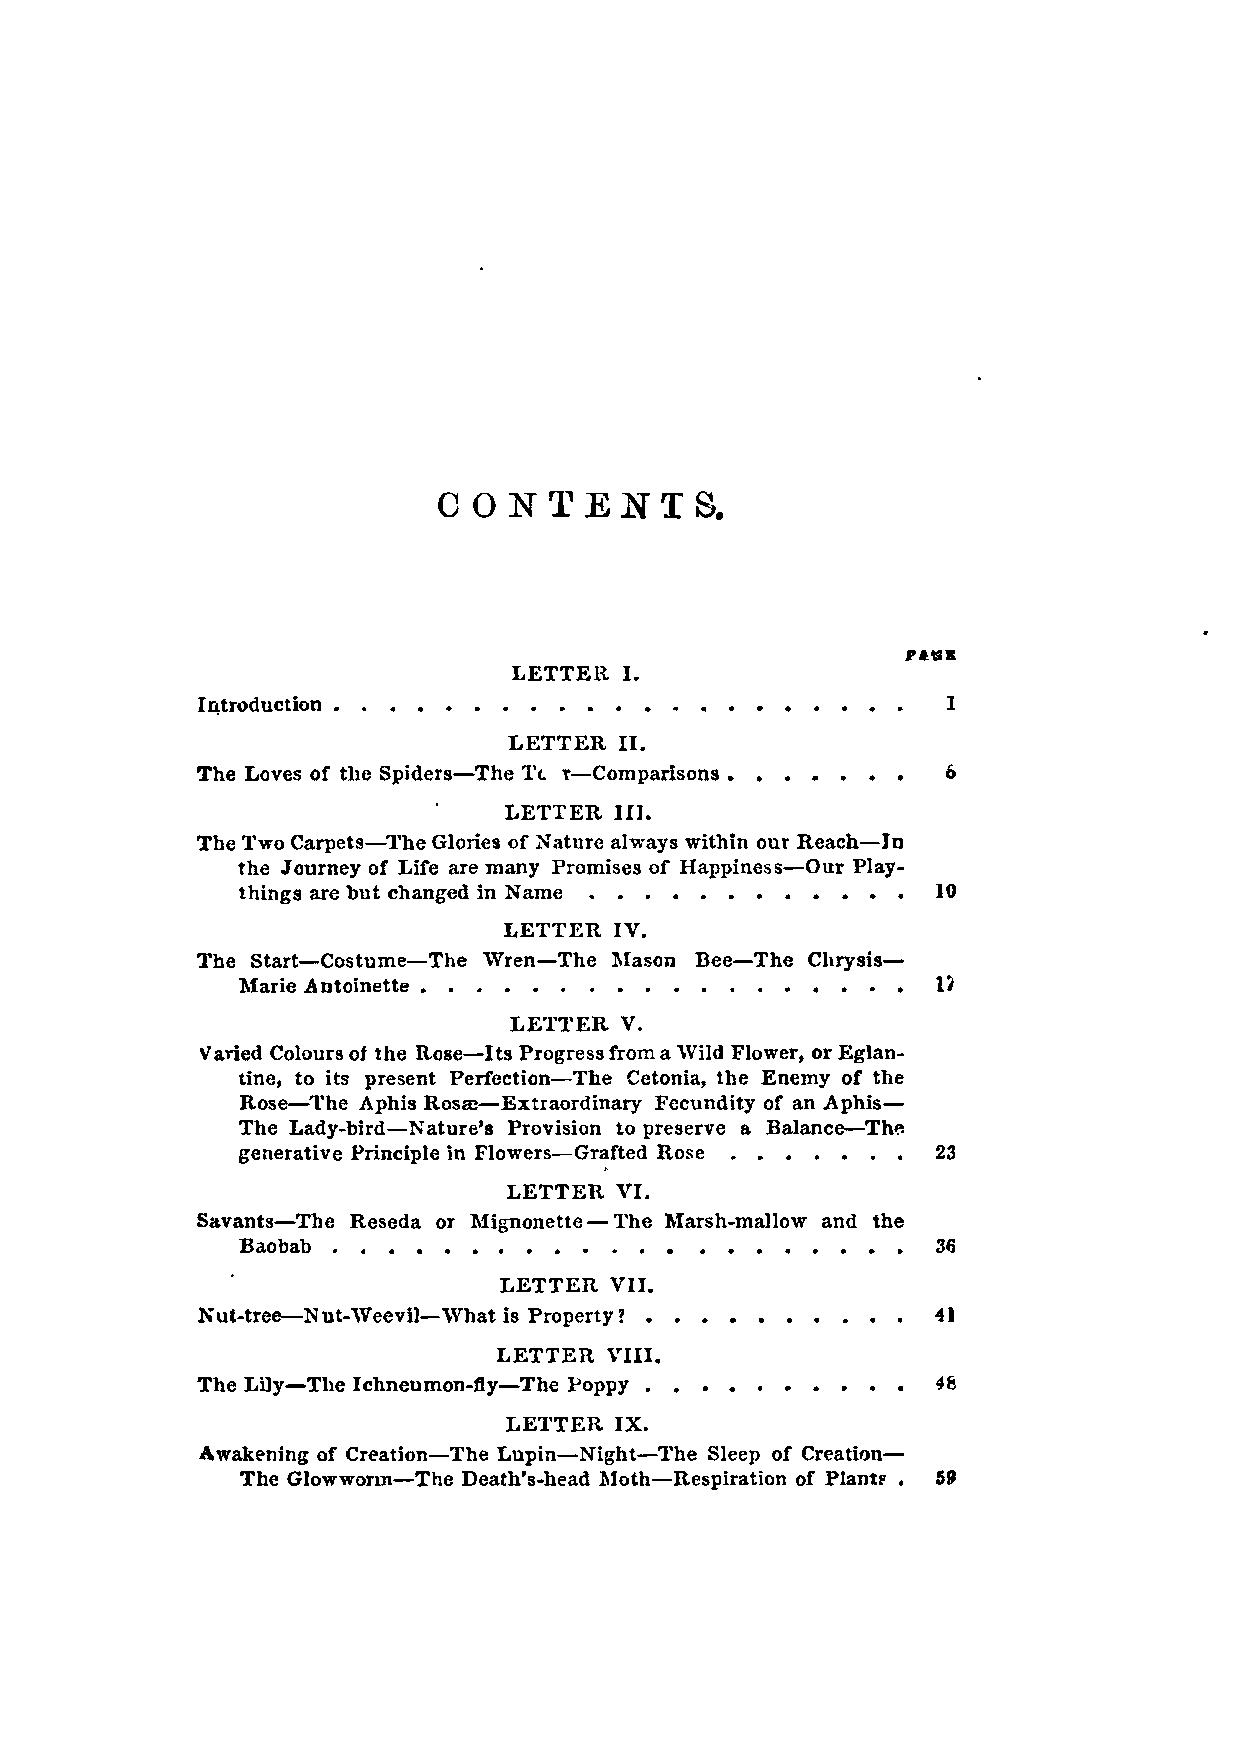 CONTENTS.
PAGE
LETTER I.
Introduction . . . . . . . . . . . . . . . . . . . . . 1
LETTER II.
The Loves of the Spiders—The —Comparisons . . . . . . . 6
LETTER III.
The Two Carpets—The Glories of Nature always within our Reach—In
the Journey of Life are many Promises of Happiness—Our Play-
things are but changed in Name . . . . . . . . . . . . 10
LETTER IV.
The Start—Costume—The Wren—The Mason Bee—The Chrysis—
Marie Antoinette . . . . . . . . . . . . . . . . . .
LETTER V.
Varied Colours of the Rose—Its Progress from a Wild Flower, or Eglan-
tine, to its present Perfection—The Cetonia, the Enemy of the
Rose—The Aphis Rosæ—Extraordinary Fecundity of an Aphis—
The Lady-bird—Nature's Provision to preserve a Balance—The
generative Principle in Flowers—Grafted Rose . . . . . . . 23
LETTER VI.
Savants—The Reseda or Mignonette—The Marsh-mallow and the
Baobab . . . . . . . . . . . . . . . . . . . . . 36
LETTER VII.
Nut-tree—Nut-Weevil—What is Property? . . . . . . . . . . 41
LETTER VIII.
The Lily—The Ichneumon-fly—The Poppy . . . . . . . . . . 48
LETTER IX.
Awakening of Creation—The Lupin—Night—The Sleep of Creation—
The Glowworm—The Death's-head Moth—Respiration of Plants . 59